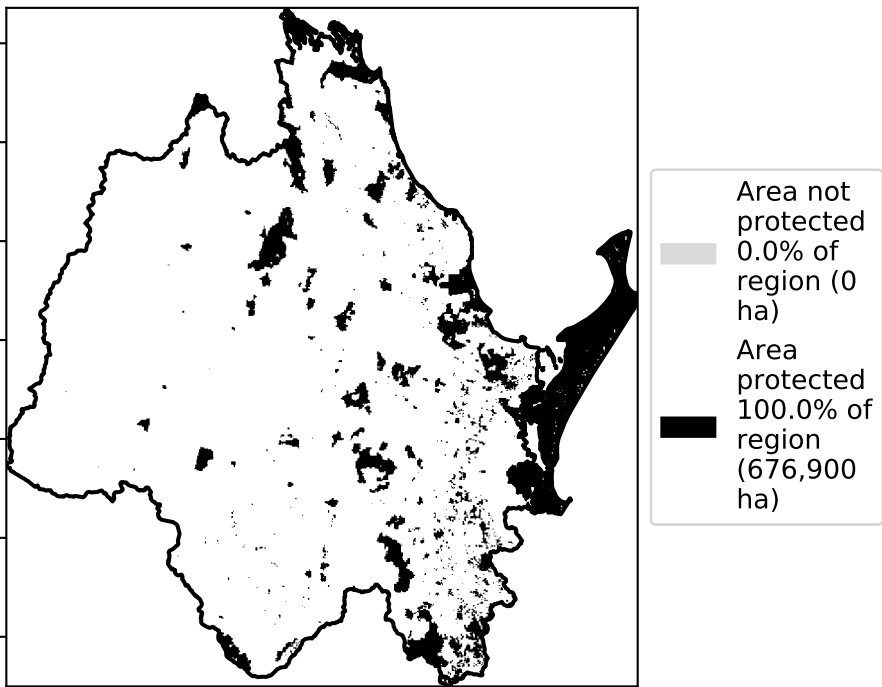 Area not
protected
0.0% of
region (0
ha)
Area
protected
100.0% of
region
(676,900
ha)